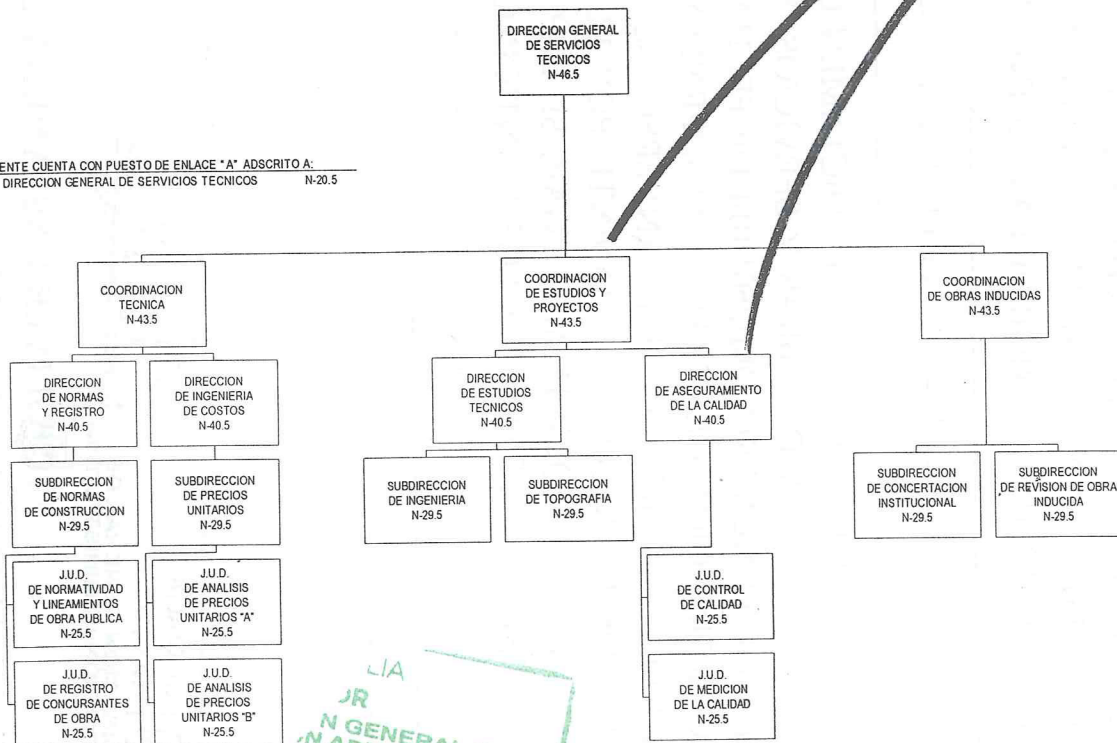 DIRECCION GENERAL
DE SERVICIOS
TECNICOS
N-46.5
CUENTA CON PUESTO DE ENLACE "A" ADSCRITO A:
DIRECCION GENERAL DE SERVICIOS TECNICOS N-20.5
COORDINACION
TECNICA
N-43.5
COORDINACION
DE ESTUDIOS Y
PROYECTOS
N-43.5
COORDINACION
DE OBRAS INDUCIDAS
N-43.5
DIRECCION
DE NORMAS
Y REGISTRO
N-40.5
DIRECCION
DE INGENIERIA
DE COSTOS
N-40.5
DIRECCION
DE ESTUDIOS
TECNICOS
N-40.5
DIRECCION
DE ASEGURAMIENTO
DE LA CALIDAD
N-40.5
SUBDIRECCION
DE NORMAS
DE CONSTRUCCION
N-29.5
SUBDIRECCION
DE PRECIOS
UNITARIOS
N-29.5
SUBDIRECCION
DE INGENIERIA
N-29.5
SUBDIRECCION
DE TOPOGRAFIA
N-29.5
SUBDIRECCION
DE CONCERTACION
INSTITUCIONAL
N-29.5
SUBDIRECCION
DE REVISION DE OBRA
INDUCIDA
N-29.5
J.U.D.
DE NORMATIVIDAD
Y LINEAMIENTOS
DE OBRA PUBLICA
N-25.5
J.U.D.
DE ANALISIS
DE PRECIOS
UNITARIOS "A"
N-25.5
J.U.D.
DE CONTROL
DE CALIDAD
N-25.5
J.U.D.
DE REGISTRO
DE CONCURSANTES
DE OBRA
N-25.5
J.U.D.
DE ANALISIS
DE PRECIOS
UNITARIOS "B"
N-25.5
J.U.D.
DE MEDICION
DE LA CALIDAD
N-25.5
N GENERAL